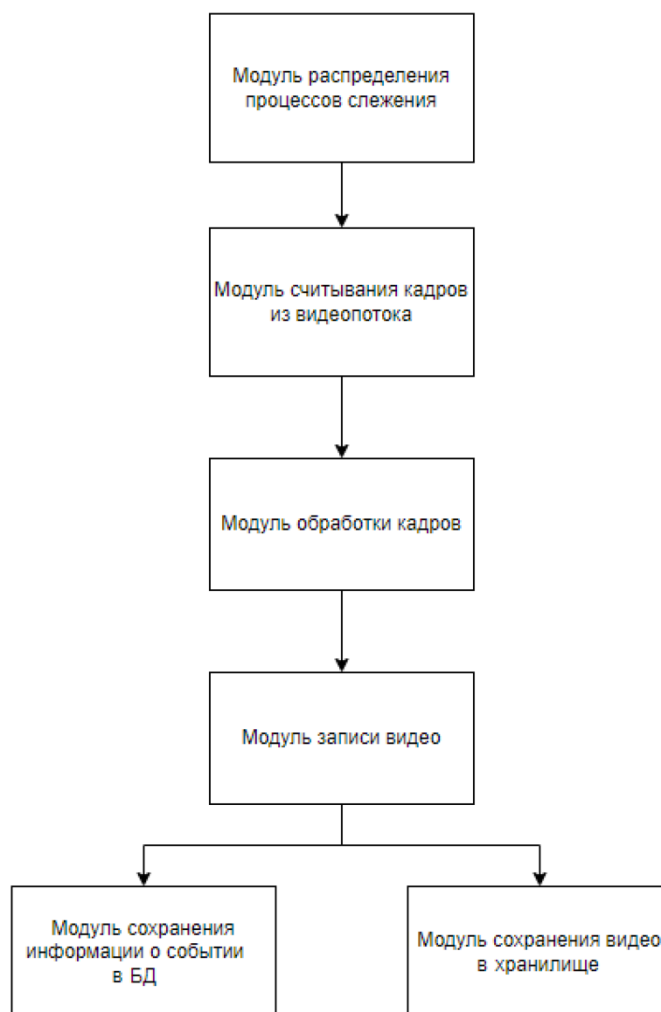 Модуль распределения
процессов слежения
Модуль считывания кадров
из видеопотока
Модуль обработки кадров
Модуль записи видео
Модуль сохранения
информации о событии
в БД
Модуль сохранения видео
в хранилище